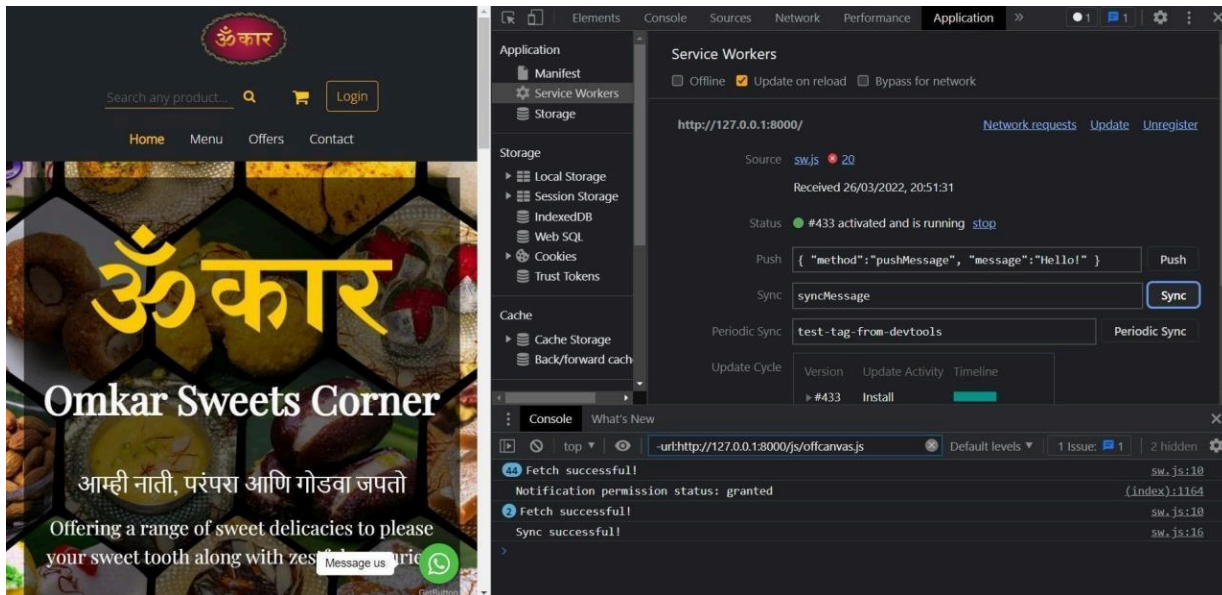 ॐकार
Search any product...
Login
Home Menu Offers Contact
ॐकार
Omkar Sweets Corner
आम्ही नाती, परंपरा आणि गोडवा जपतो
Offering a range of sweet delicacies to please
your sweet tooth along with
Message us
GetButton
Elements Console Sources Network Performance Application » 1 1
Application
Manifest
Service Workers
Storage
Storage
Local Storage
Session Storage
IndexedDB
Web SQL
Cookies
Trust Tokens
Cache
Cache Storage
Back/forward cach
Service Workers
Offline Update on reload Bypass for network
http://127.0.0.1:8000/ Network requests Update Unregister
Source sw.js 20
Received 26/03/2022, 20:51:31
Status #433 activated and is running stop
Push { "method":"pushMessage", "message":"Hello!" } Push
Sync syncMessage Sync
Periodic Sync test-tag-from-devtools Periodic Sync
Update Cycle Version Update Activity Timeline
#433 Install
Console What's New
top -url:http://127.0.0.1:8000/js/offcanvas.js Default levels 1 Issue: 1 2 hidden
44 Fetch successful! sw.js:10
Notification permission status: granted (index):1164
2 Fetch successful! sw.js:10
Sync successful! sw.js:16